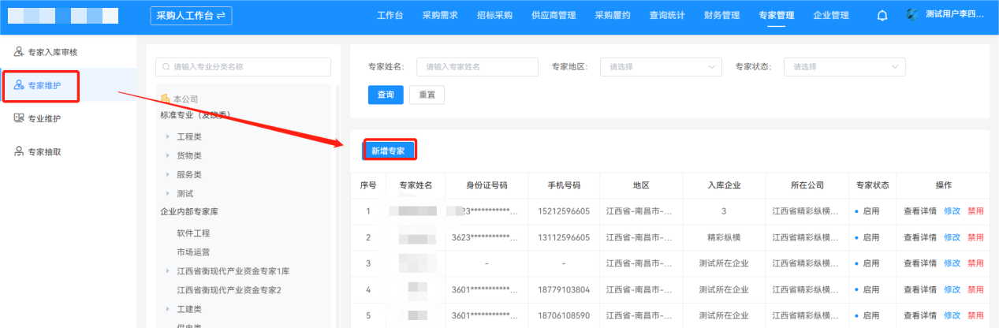 采购人工作台 工作台 采购需求 招标采购 供应商管理 采购履约 查询统计 财务管理 专家管理 企业管理 测试用户李四...
专家入库审核
专家维护
专业维护
专家抽取
请输入专业分类名称
本公司
标准专业（发改委）
工程类
货物类
服务类
测试
企业内部专家库
软件工程
市场运营
江西省衡现代产业资金专家1库
江西省衡现代产业资金专家2
工建类
供电类
专家姓名： 请输入专家姓名 专家地区： 请选择 专家状态： 请选择
查询 重置
新增专家
序号 专家姓名 身份证号码 手机号码 地区 入库企业 所在公司 专家状态 操作
1 23***********... 15212596605 江西省-南昌市-... 3 江西省精彩纵横... 启用 查看详情 修改 禁用
2 3623***********... 13112596605 江西省-南昌市-... 精彩纵横 江西省精彩纵横... 启用 查看详情 修改 禁用
3 - - 江西省-南昌市-... 测试所在企业 江西省精彩纵横... 启用 查看详情 修改 禁用
4 3601***********... 18779103804 江西省-南昌市-... 测试所在企业 江西省精彩纵横... 启用 查看详情 修改 禁用
5 3601***********... 18706108590 江西省-南昌市-... 测试所在企业 江西省精彩纵横... 启用 查看详情 修改 禁用